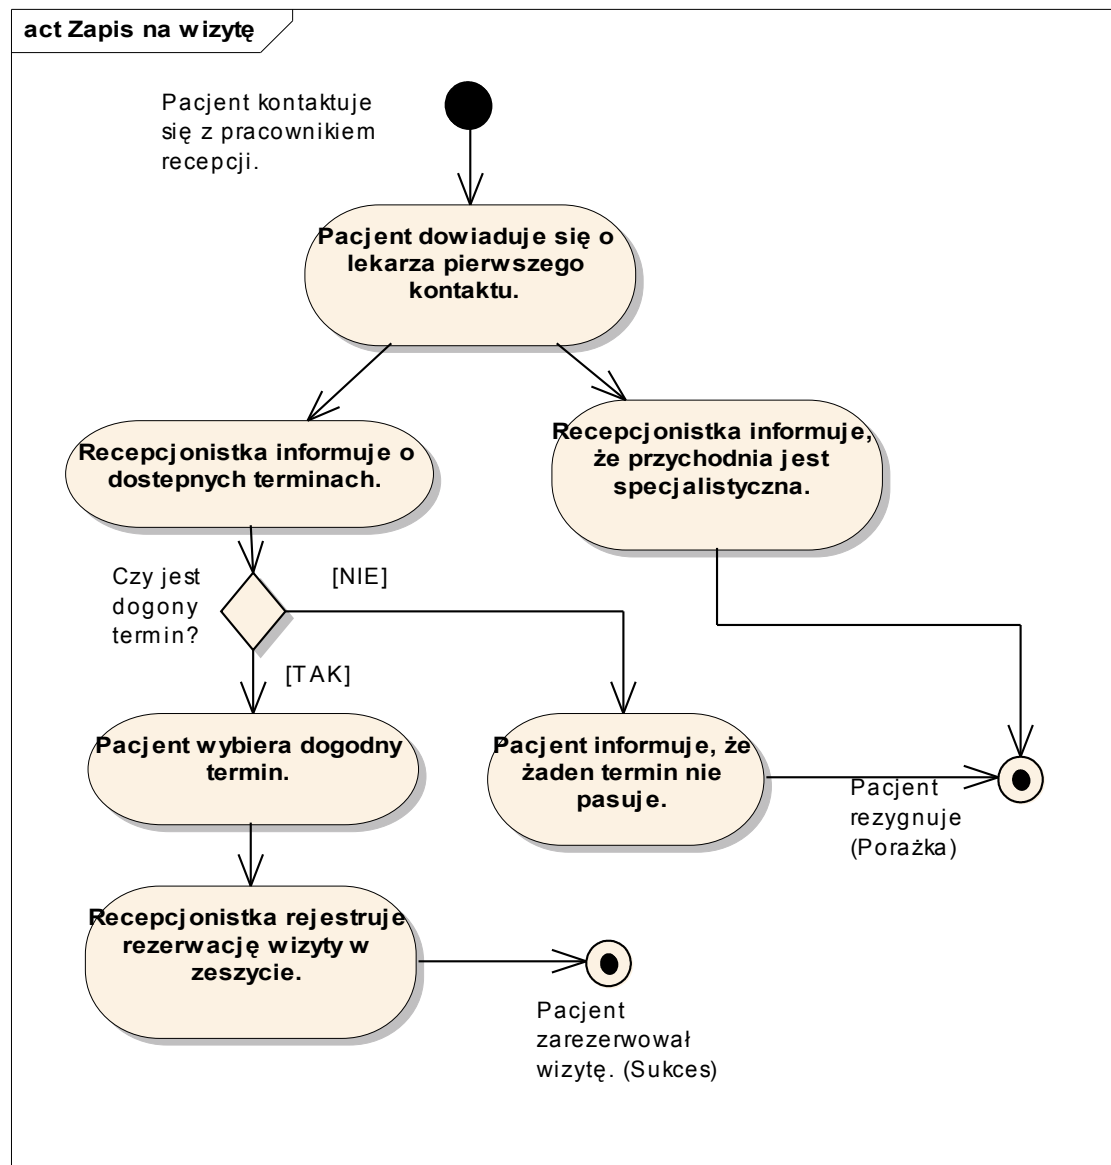 act Zapis na wizytę
Pacjent kontaktuje
się z pracownikiem
recepcji.
Pacjent dowiaduje się o
lekarza pierwszego
kontaktu.
Recepcjonistka informuje o
dostepnych terminach.
Recepcjonistka informuje,
że przychodnia jest
specjalistyczna.
Czy jest
dogony
termin?
[NIE]
[TAK]
Pacjent wybiera dogodny
termin.
Pacjent informuje, że
żaden termin nie
pasuje.
Pacjent
rezygnuje
(Porażka)
Recepcjonistka rejestruje
rezerwację wizyty w
zeszycie.
Pacjent
zarezerwował
wizytę. (Sukces)